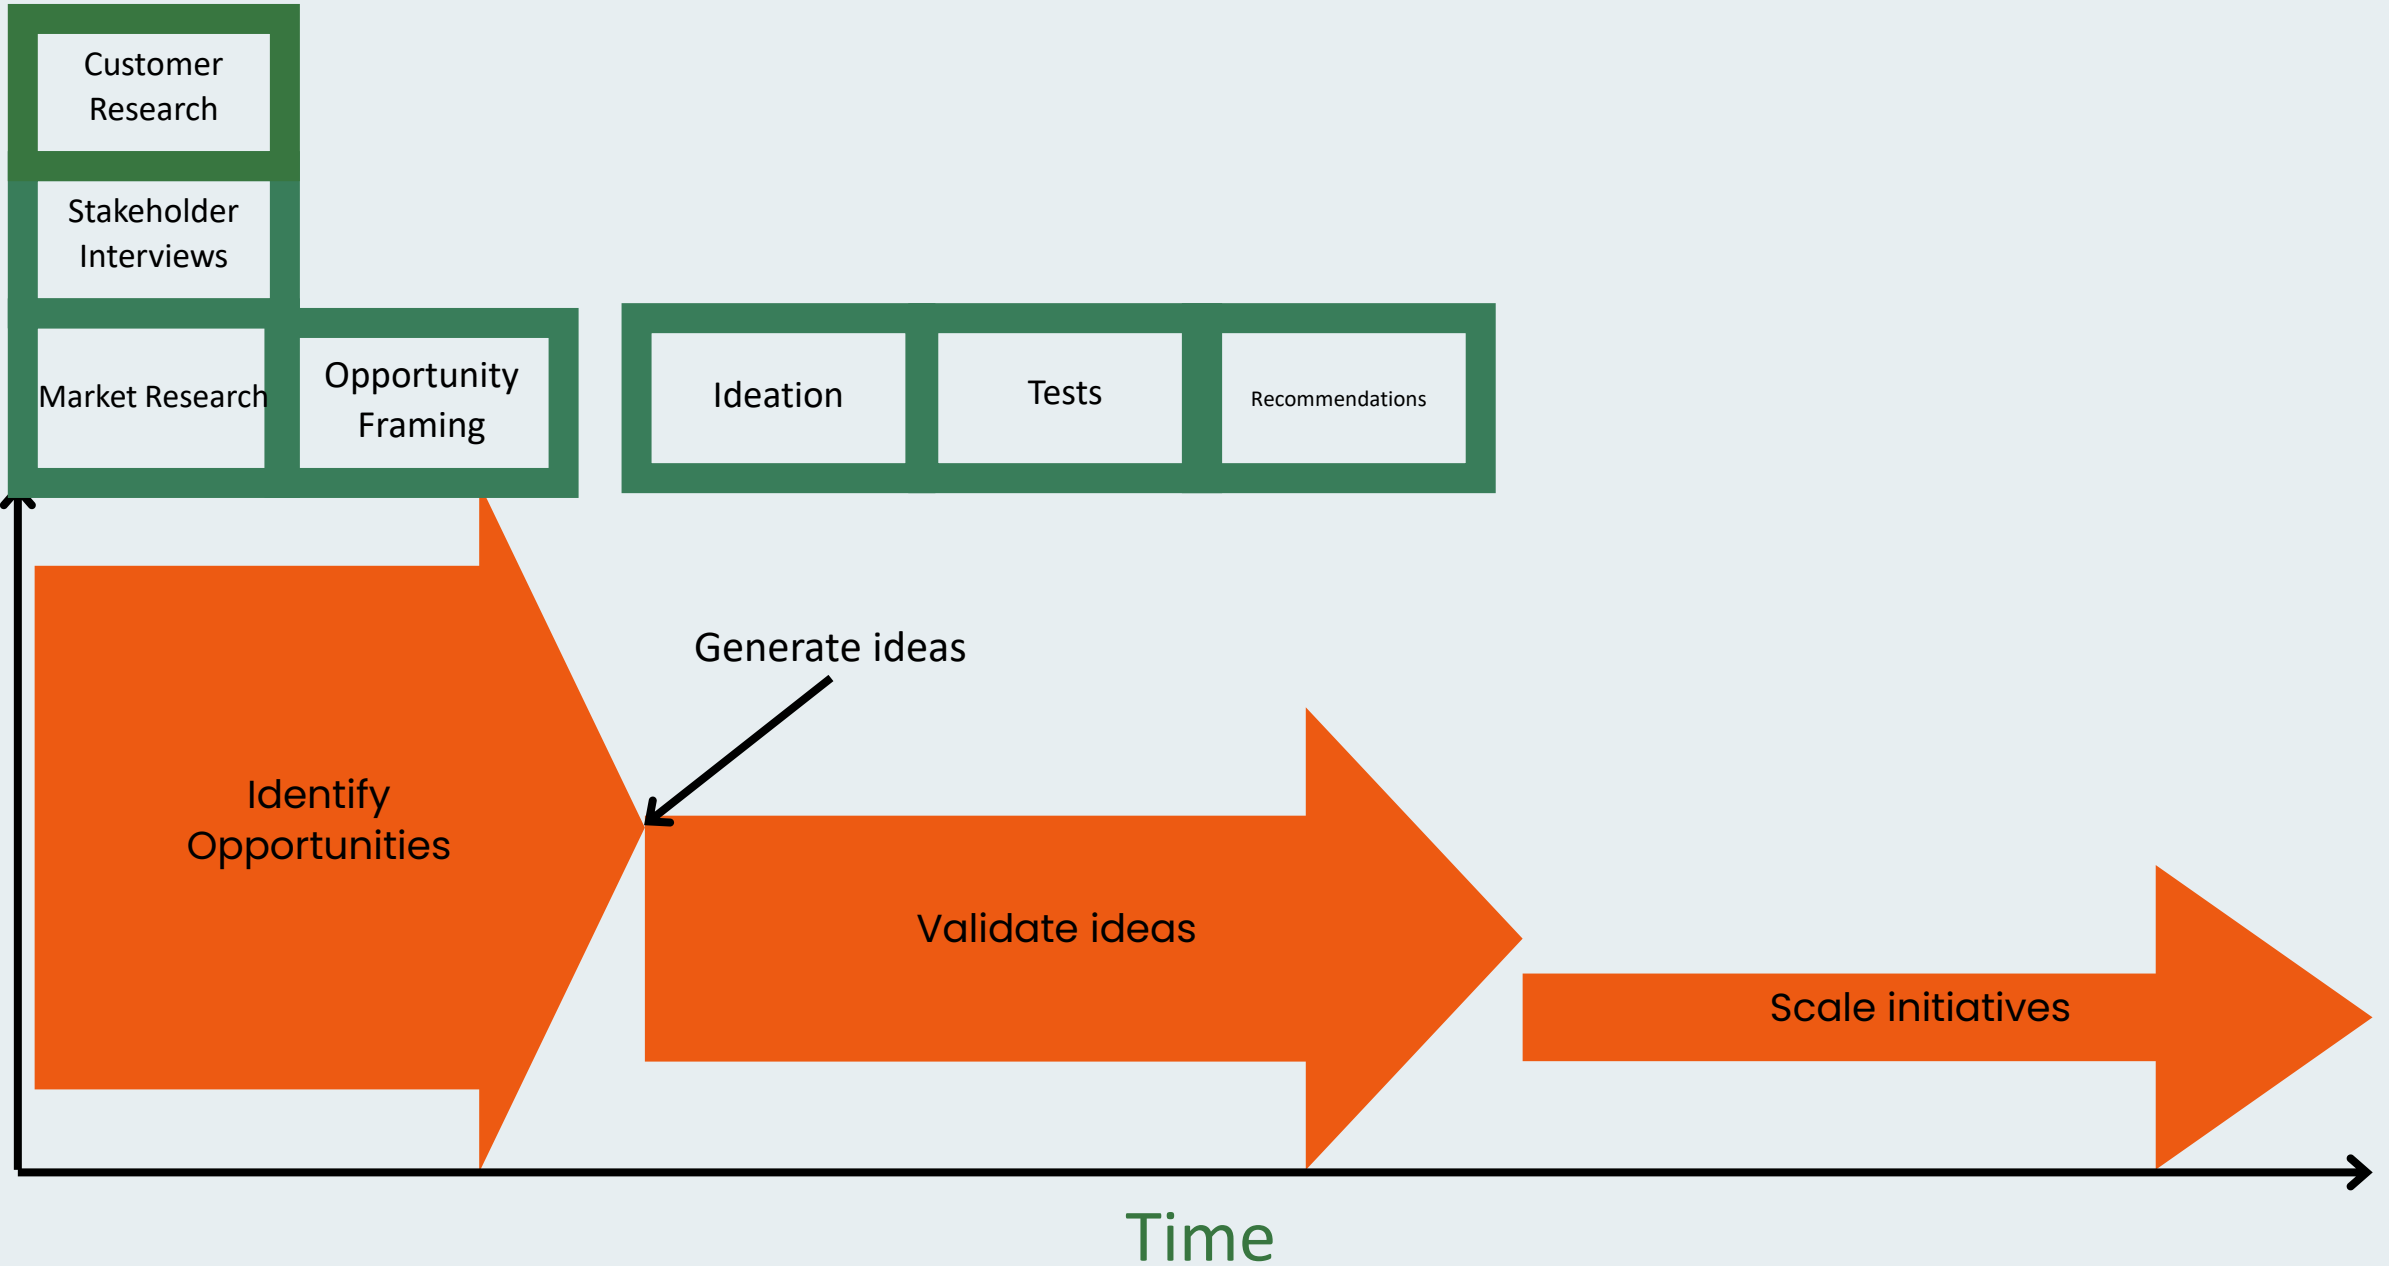 Customer
Research
Stakeholder
Interviews
Market Research
Opportunity
Framing
Ideation
Tests
Recommendations
Generate ideas
Identify
Opportunities
Validate ideas
Scale initiatives
Time